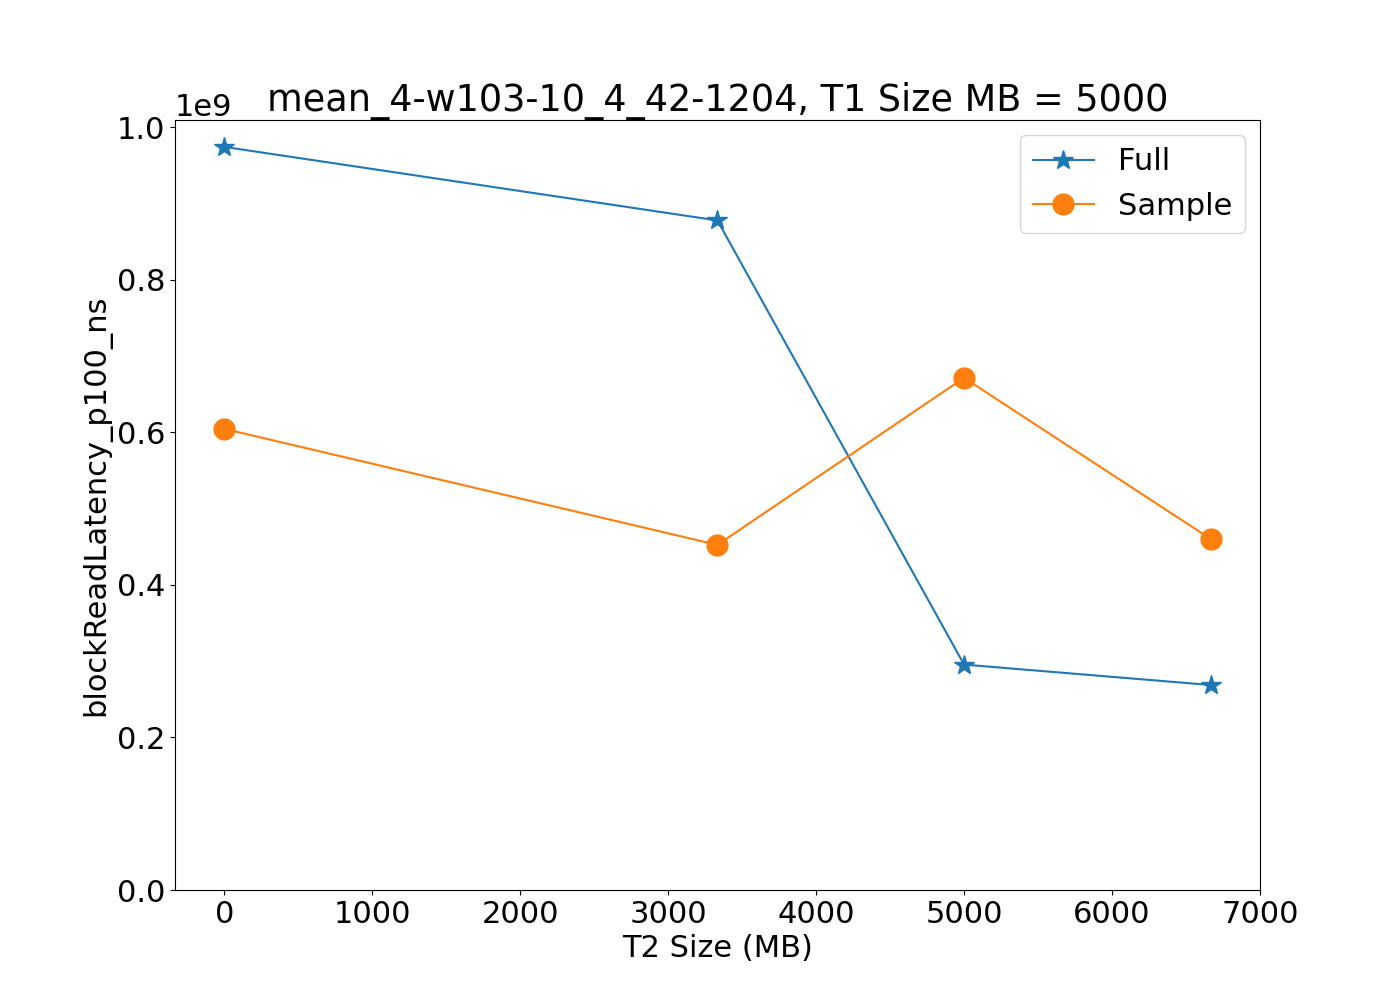 mean_4-w103-10_4_42-1204, T1 Size MB = 5000
1e9
1.0
0.8
0.6
0.4
0.2
0.0
blockReadLatency_p100_ns
Full
Sample
0 1000 2000 3000 4000 5000 6000 7000
T2 Size (MB)